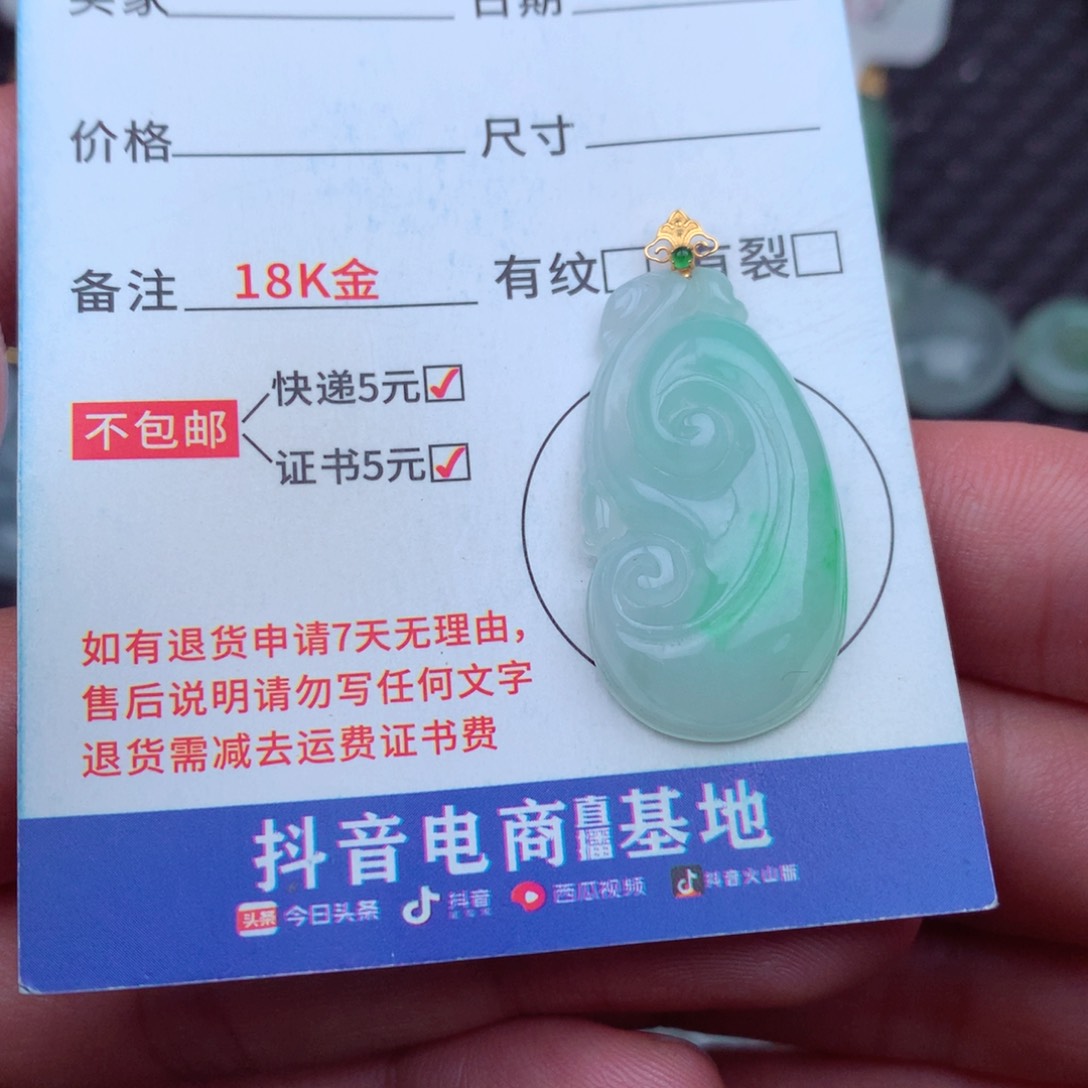 买家 日期
价格 尺寸
备注 18K金 有纹□ 有裂□
快递5元☑
不包邮
证书5元☑
如有退货申请7天无理由，
售后说明请勿写任何文字
退货需减去运费证书费
抖音电商直播基地
头条 今日头条 抖音 西瓜视频 抖音火山版